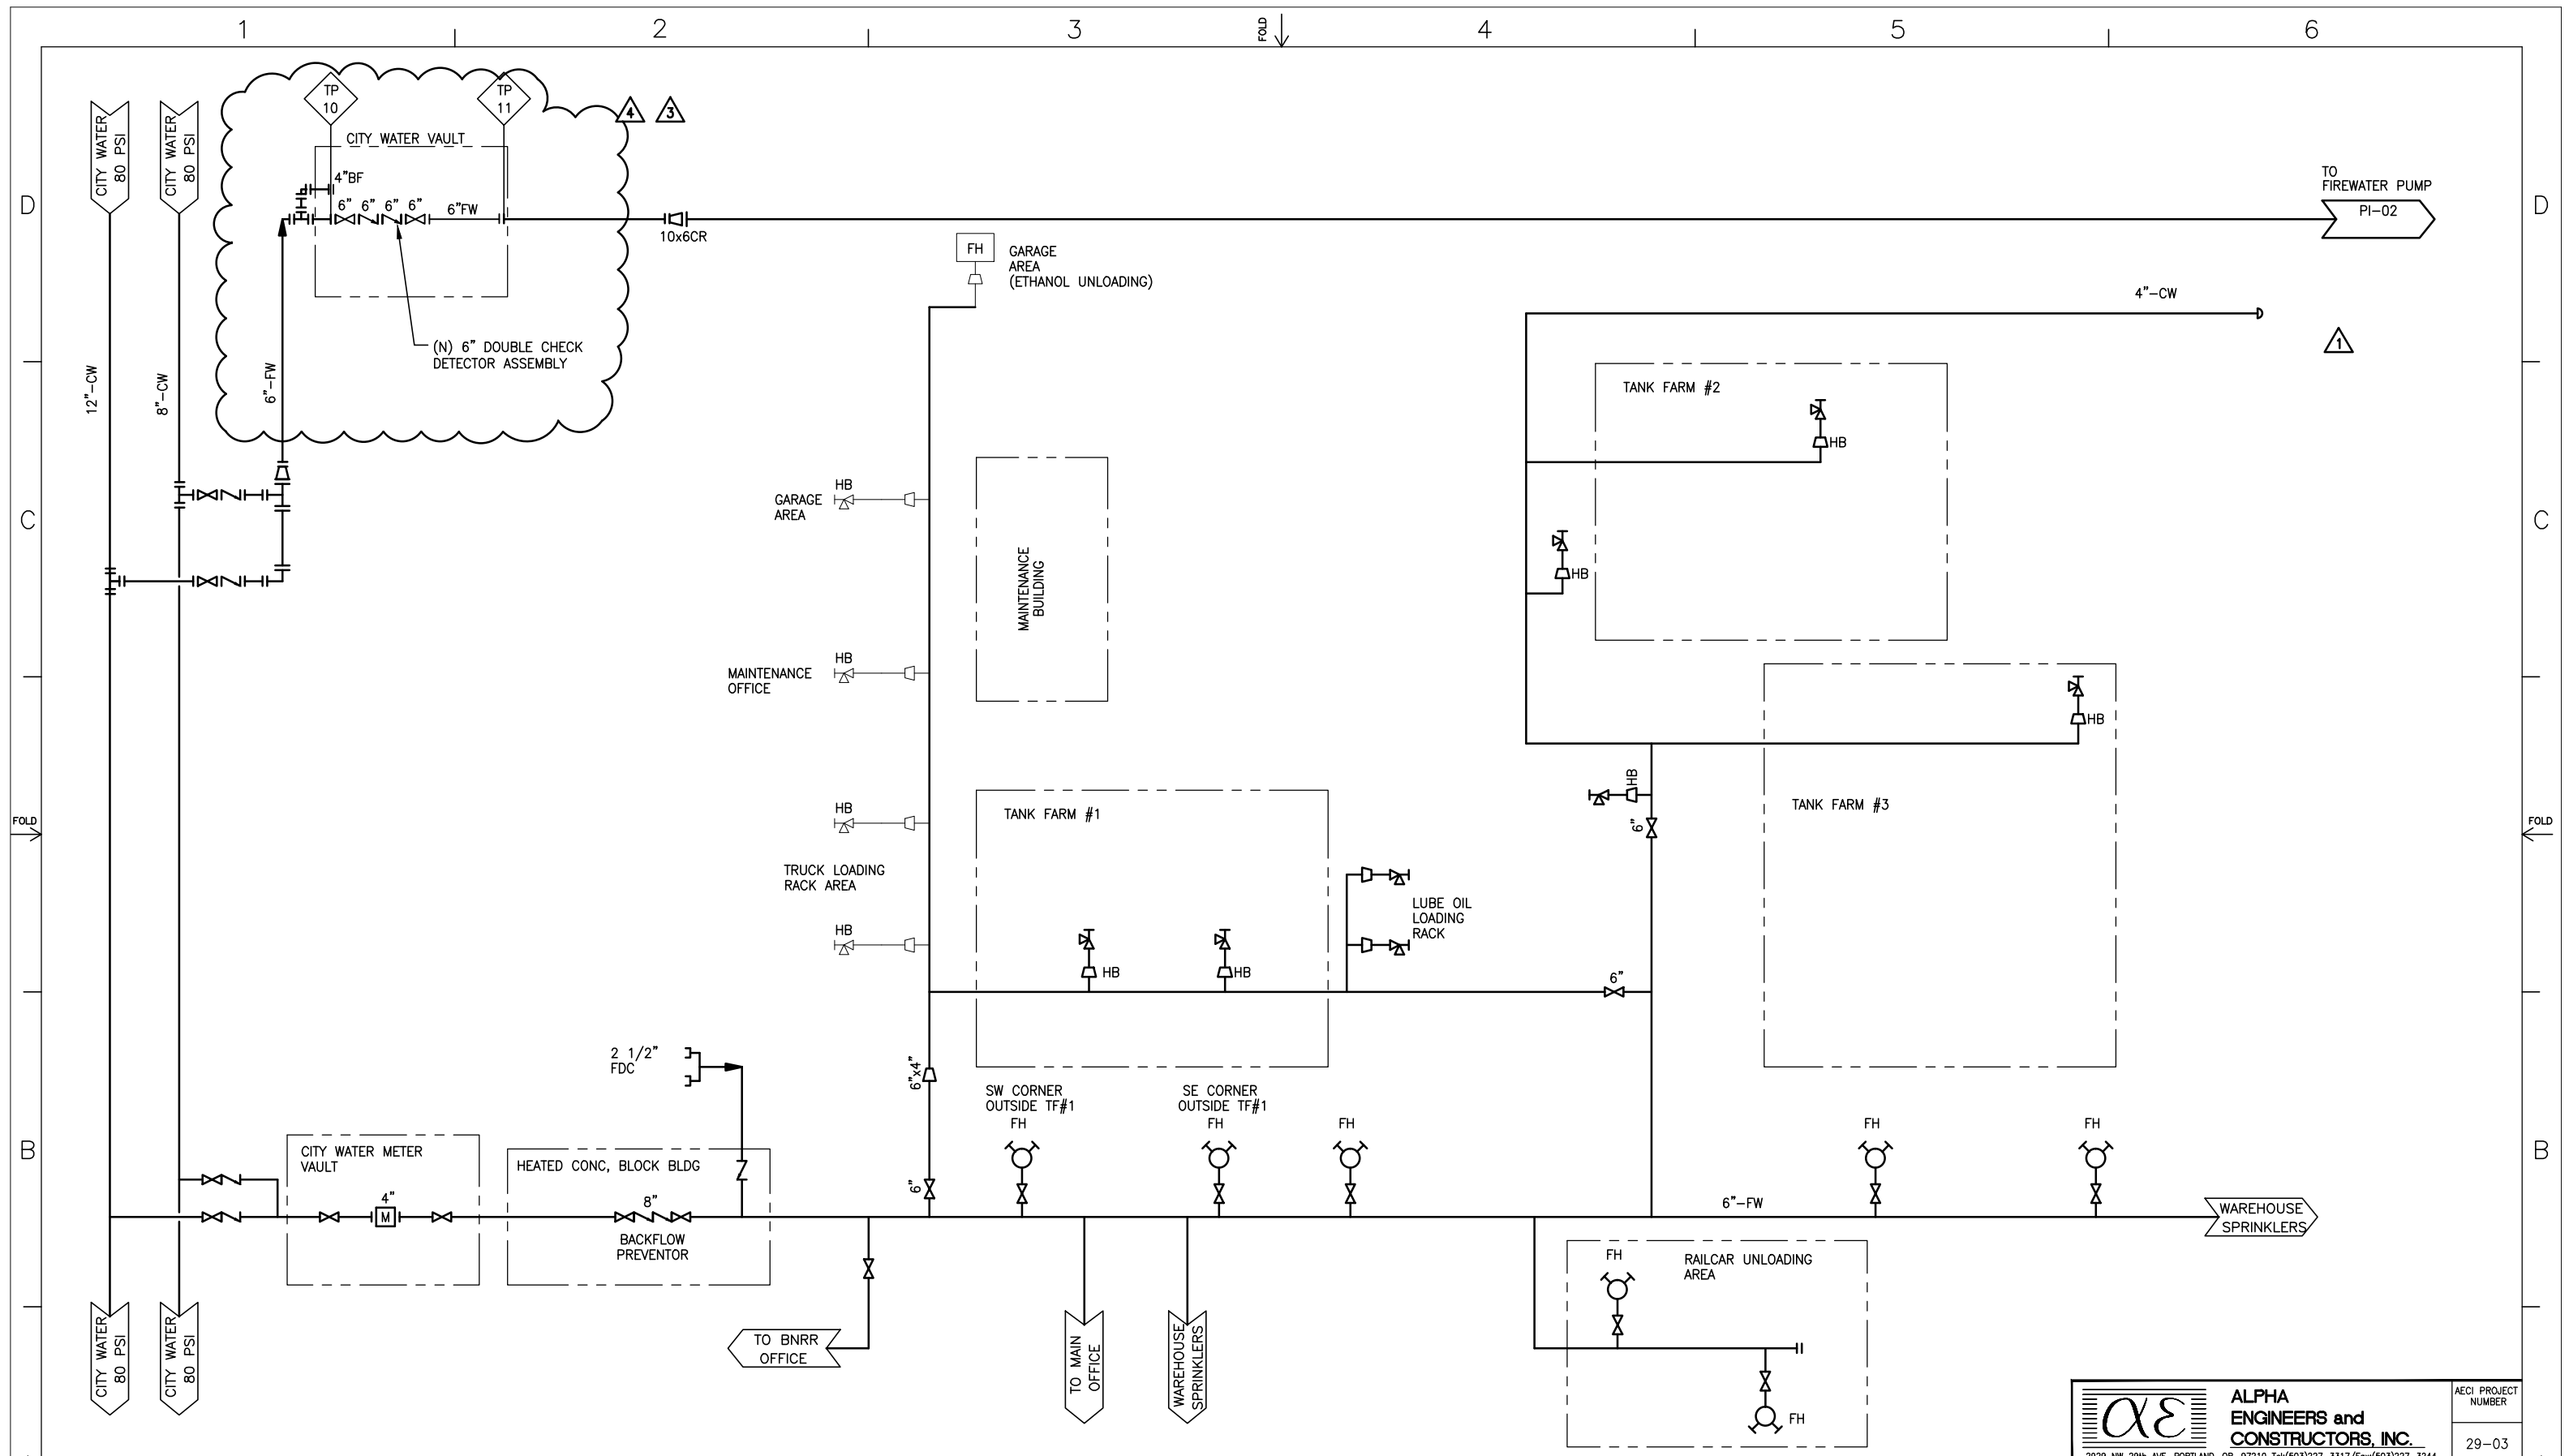 1
2
3
FOLD
4
5
6
CITY WATER
80 PSI
CITY WATER
80 PSI
TP
10
TP
11
4
3
CITY WATER VAULT
4"BF
6"
6"
6"
6"
6"FW
10x6CR
TO
FIREWATER PUMP
PI-02
D
D
FH
GARAGE
AREA
(ETHANOL UNLOADING)
4"-CW
1
(N) 6" DOUBLE CHECK
DETECTOR ASSEMBLY
12"-CW
8"-CW
6"-FW
TANK FARM #2
HB
HB
C
C
HB
GARAGE
AREA
MAINTENANCE
BUILDING
HB
MAINTENANCE
OFFICE
HB
HB
TANK FARM #3
6"
FOLD
FOLD
HB
TANK FARM #1
TRUCK LOADING
RACK AREA
LUBE OIL
LOADING
RACK
HB
HB
HB
6"
2 1/2"
FDC
6"x4"
SW CORNER
OUTSIDE TF#1
FH
SE CORNER
OUTSIDE TF#1
FH
FH
FH
FH
B
B
CITY WATER METER
VAULT
HEATED CONC, BLOCK BLDG
6"
4"
M
8"
BACKFLOW
PREVENTOR
6"-FW
WAREHOUSE
SPRINKLERS
FH
RAILCAR UNLOADING
AREA
CITY WATER
80 PSI
CITY WATER
80 PSI
TO BNRR
OFFICE
TO MAIN
OFFICE
WAREHOUSE
SPRINKLERS
FH
αε
ALPHA
ENGINEERS and
CONSTRUCTORS, INC.
AECI PROJECT
NUMBER
29-03